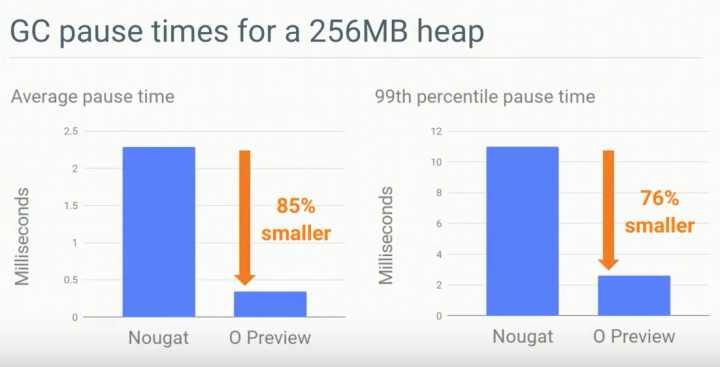 GC pause times for a 256MB heap
Average pause time
2.5
2
1.5
1
0.5
0
Milliseconds
85%
smaller
Nougat
O Preview
99th percentile pause time
12
10
8
6
4
2
0
Milliseconds
76%
smaller
Nougat
O Preview